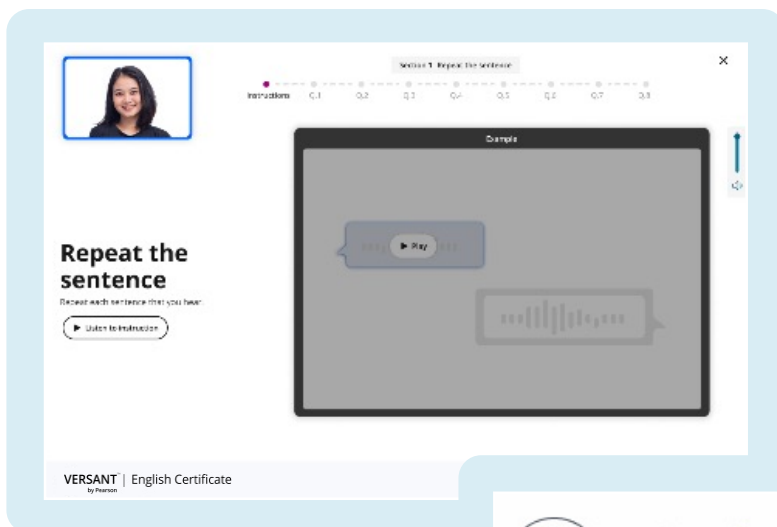 Section 1 Repeat the sentence
Instructions Q.1 Q.2 Q.3 Q.4 Q.5 Q.6 Q.7 Q.8
Example
Play
Repeat the
sentence
Repeat each sentence that you hear.
Listen to instruction
VERSANT™ | English Certificate
by Pearson